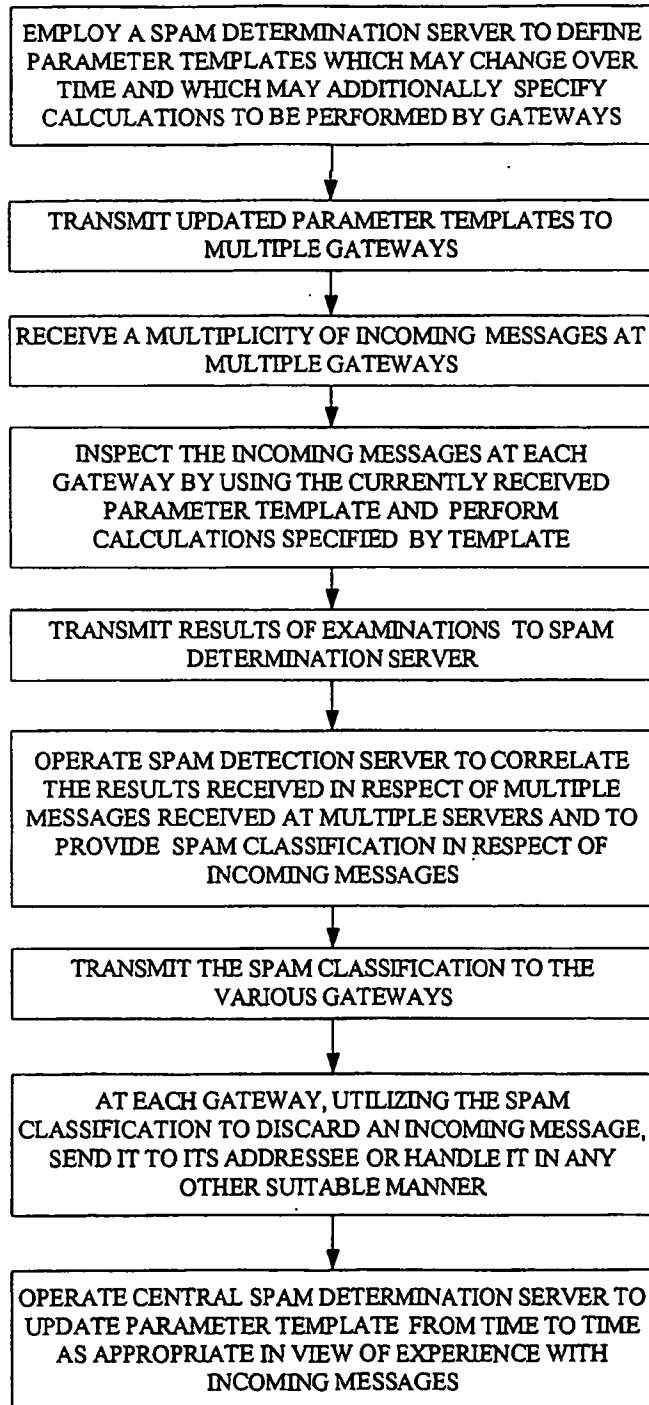 EMPLOY A SPAM DETERMINATION SERVER TO DEFINE
PARAMETER TEMPLATES WHICH MAY CHANGE OVER
TIME AND WHICH MAY ADDITIONALLY SPECIFY
CALCULATIONS TO BE PERFORMED BY GATEWAYS
TRANSMIT UPDATED PARAMETER TEMPLATES TO
MULTIPLE GATEWAYS
RECEIVE A MULTIPLICITY OF INCOMING MESSAGES AT
MULTIPLE GATEWAYS
INSPECT THE INCOMING MESSAGES AT EACH
GATEWAY BY USING THE CURRENTLY RECEIVED
PARAMETER TEMPLATE AND PERFORM
CALCULATIONS SPECIFIED BY TEMPLATE
TRANSMIT RESULTS OF EXAMINATIONS TO SPAM
DETERMINATION SERVER
OPERATE SPAM DETECTION SERVER TO CORRELATE
THE RESULTS RECEIVED IN RESPECT OF MULTIPLE
MESSAGES RECEIVED AT MULTIPLE SERVERS AND TO
PROVIDE SPAM CLASSIFICATION IN RESPECT OF
INCOMING MESSAGES
TRANSMIT THE SPAM CLASSIFICATION TO THE
VARIOUS GATEWAYS
AT EACH GATEWAY, UTILIZING THE SPAM
CLASSIFICATION TO DISCARD AN INCOMING MESSAGE,
SEND IT TO ITS ADDRESSEE OR HANDLE IT IN ANY
OTHER SUITABLE MANNER
OPERATE CENTRAL SPAM DETERMINATION SERVER TO
UPDATE PARAMETER TEMPLATE FROM TIME TO TIME
AS APPROPRIATE IN VIEW OF EXPERIENCE WITH
INCOMING MESSAGES